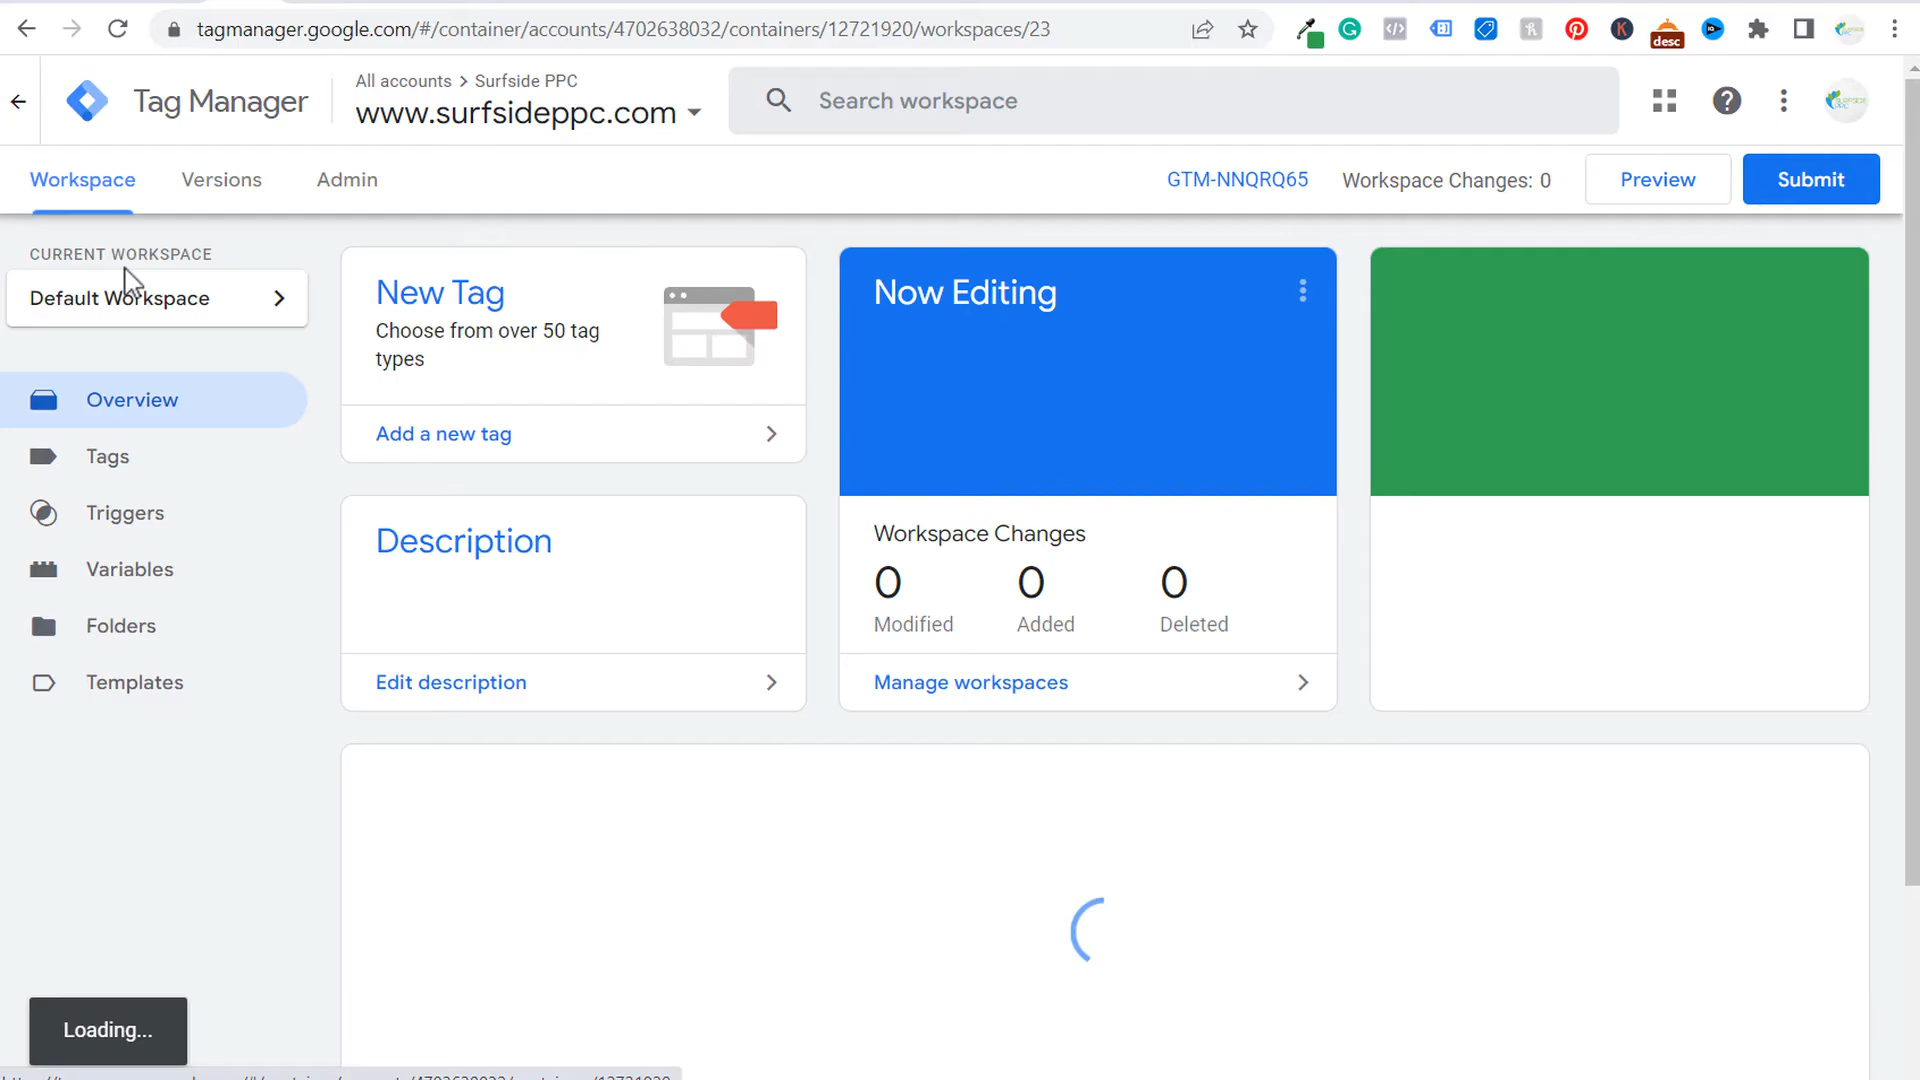 tagmanager.google.com/#/container/accounts/4702638032/containers/12721920/workspaces/23
desc
Tag Manager
All accounts > Surfside PPC
www.surfsideppc.com
Search workspace
Workspace
Versions
Admin
GTM-NNQRQ65
Workspace Changes: 0
Preview
Submit
CURRENT WORKSPACE
Default Workspace
Overview
Tags
Triggers
Variables
Folders
Templates
New Tag
Choose from over 50 tag
types
Add a new tag
Description
Edit description
Now Editing
Workspace Changes
0 0 0
Modified Added Deleted
Manage workspaces
Loading...